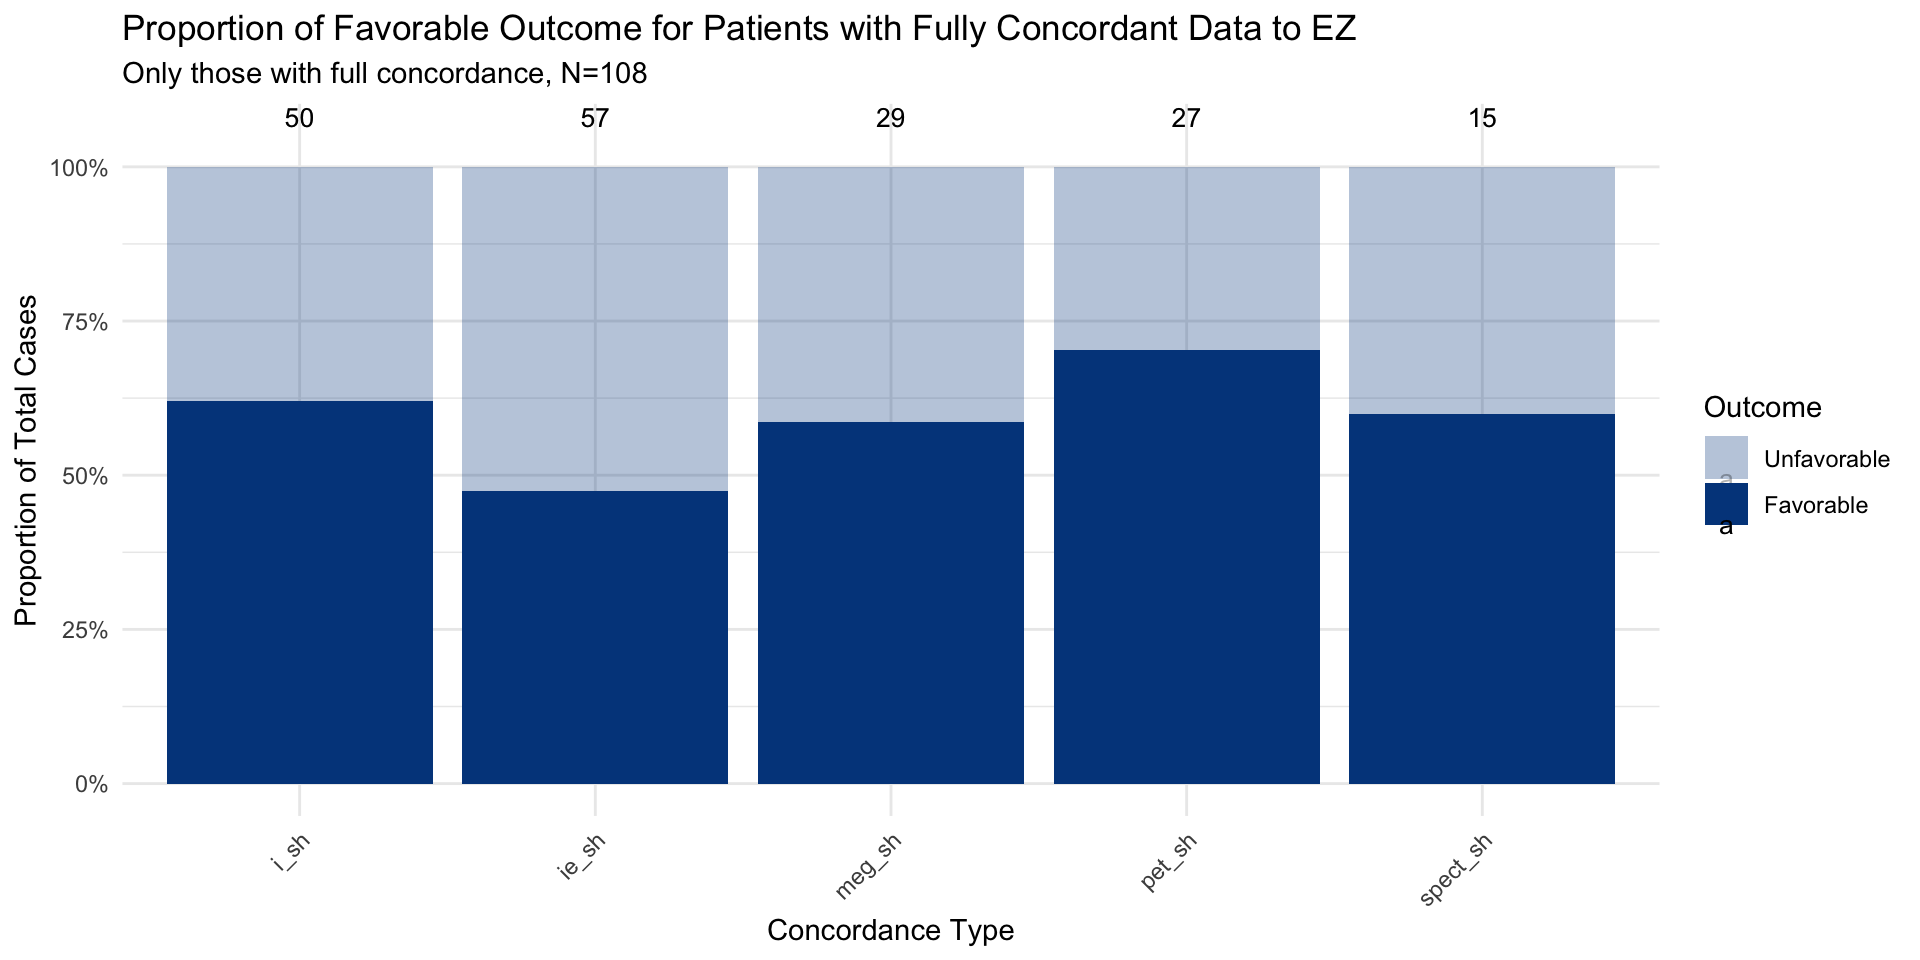 Proportion of Favorable Outcome for Patients with Fully Concordant Data to EZ
Only those with full concordance, N=108
50 57 29 27 15
100%
75%
50%
25%
0%
Proportion of Total Cases
i_sh ie_sh meg_sh pet_sh spect_sh
Concordance Type
Outcome
Unfavorable
a
Favorable
a